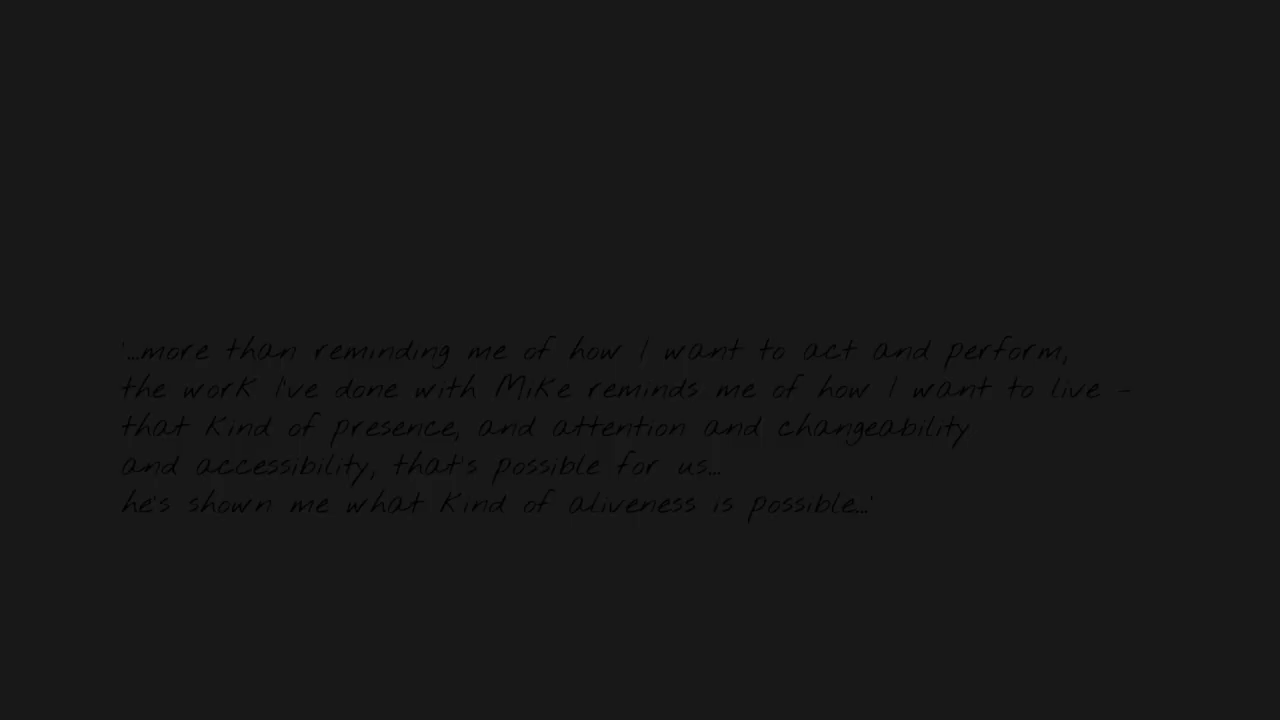 '...more than reminding me of how I want to act and perform,
the work I've done with Mike reminds me of how I want to live -
that kind of presence, and attention and changeability
and accessibility, that's possible for us...
he's shown me what kind of aliveness is possible...'